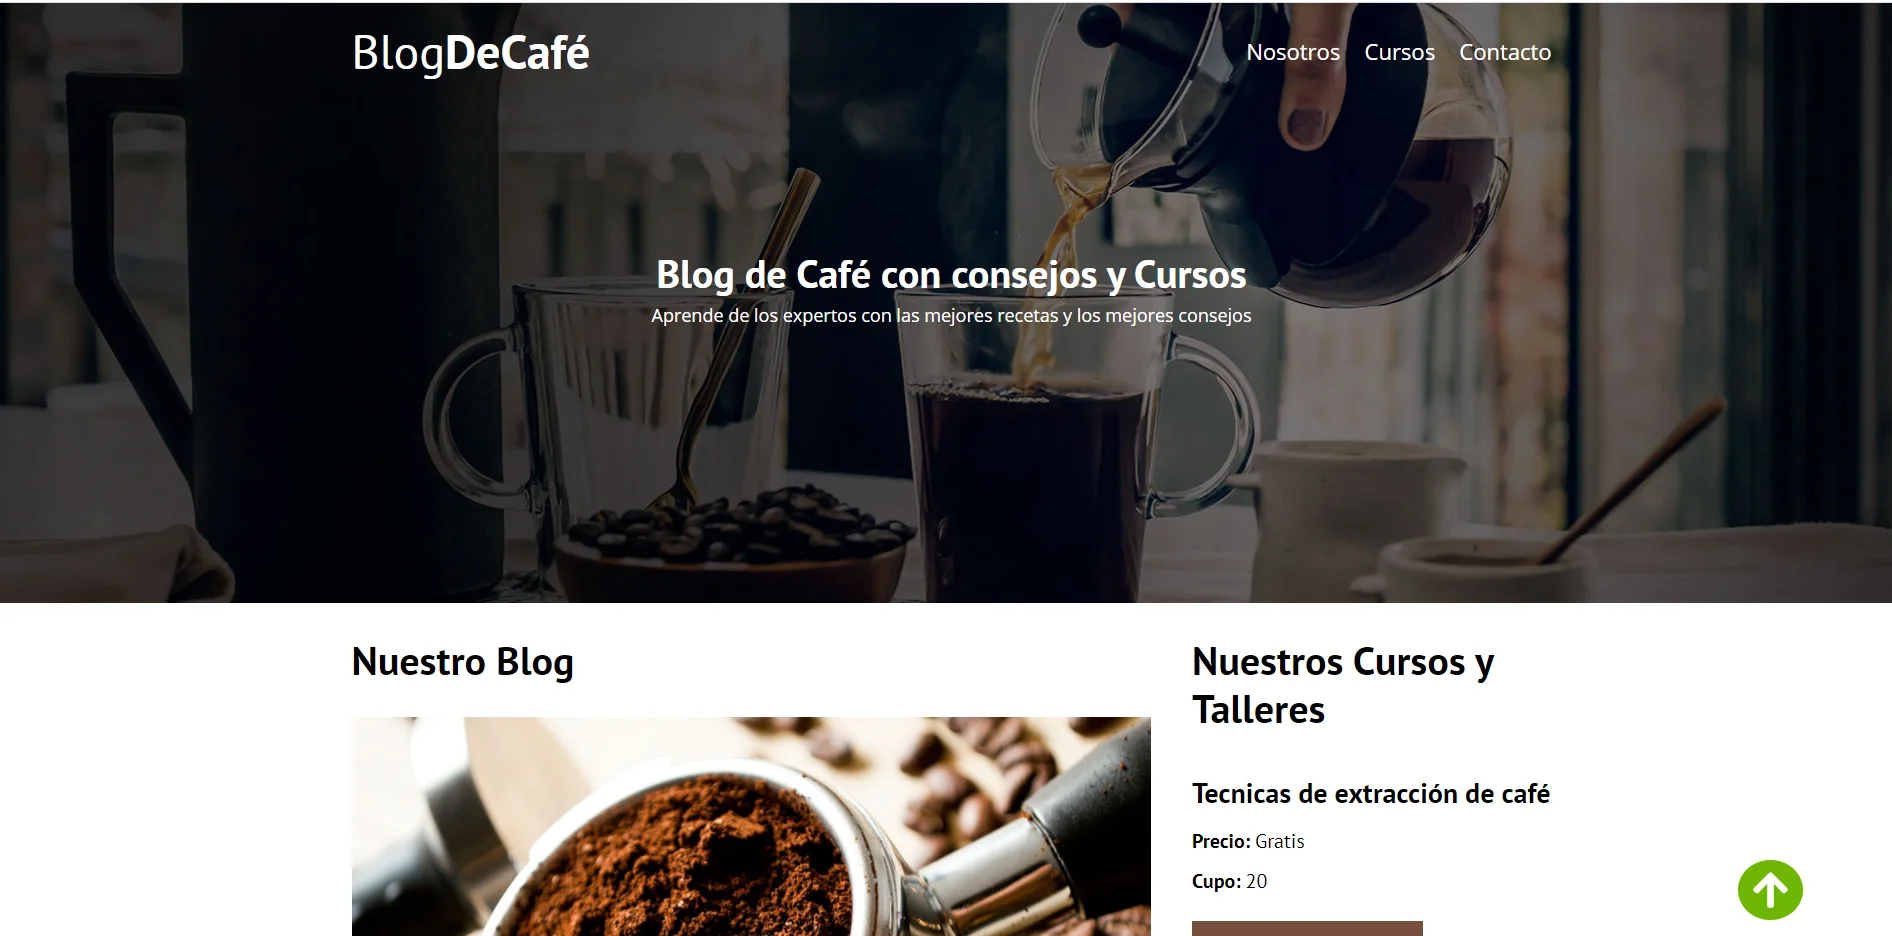 BlogDeCafé
Nosotros Cursos Contacto
Blog de Café con consejos y Cursos
Aprende de los expertos con las mejores recetas y los mejores consejos
Nuestro Blog
Nuestros Cursos y
Talleres
Tecnicas de extracción de café
Precio: Gratis
Cupo: 20